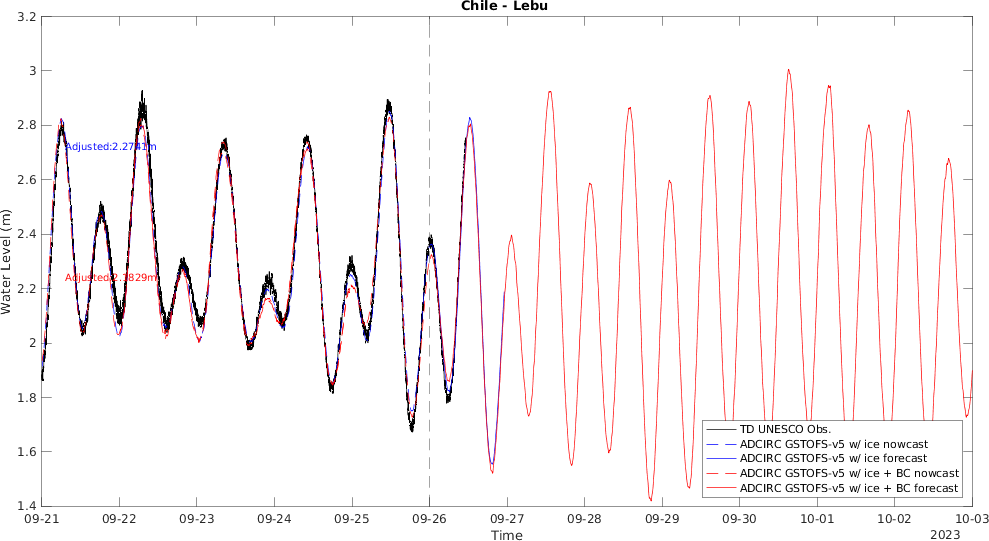 Chile - Lebu
3.2
3
2.8
2.6
2.4
2.2
2
1.8
1.6
1.4
Water Level (m)
Adjusted:2.2741m
Adjusted:2.1829m
TD UNESCO Obs.
ADCIRC GSTOFS-v5 w/ ice nowcast
ADCIRC GSTOFS-v5 w/ ice forecast
ADCIRC GSTOFS-v5 w/ ice + BC nowcast
ADCIRC GSTOFS-v5 w/ ice + BC forecast
09-21 09-22 09-23 09-24 09-25 09-26 09-27 09-28 09-29 09-30 10-01 10-02 10-03
Time
2023